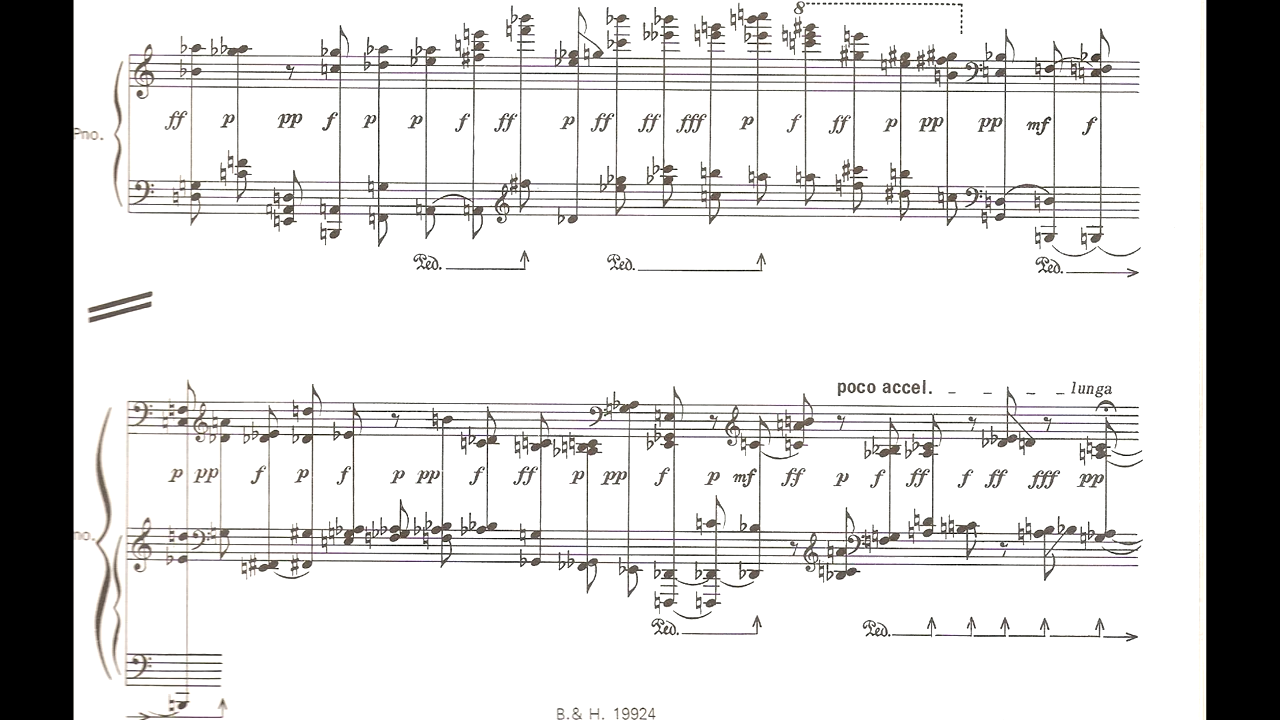 8
ff p pp f p p f ff p ff ff fff p f ff p pp pp mf f
Pno.
Ped. Ped. Ped.
poco accel. lunga
p pp f p f p pp f ff p pp f p mf ff p f ff f ff fff pp
no.
Ped. Ped.
B.& H. 19924